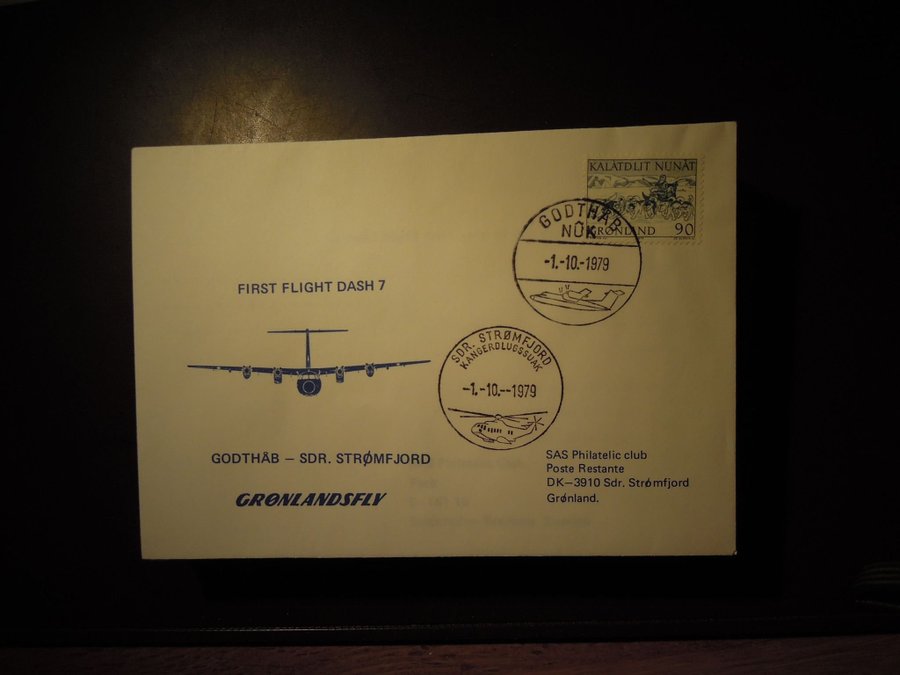 KALÂTDLIT NUNÂT
GRØNLAND 90
GODTHÅB
NÛK
-1.-10.-1979
FIRST FLIGHT DASH 7
SDR. STRØMFJORD
KANGERDLUGSSUAK
-1.-10.--1979
GODTHÅB – SDR. STRØMFJORD
GRØNLANDSFLY
SAS Philatelic club
Poste Restante
DK–3910 Sdr. Strømfjord
Grønland.